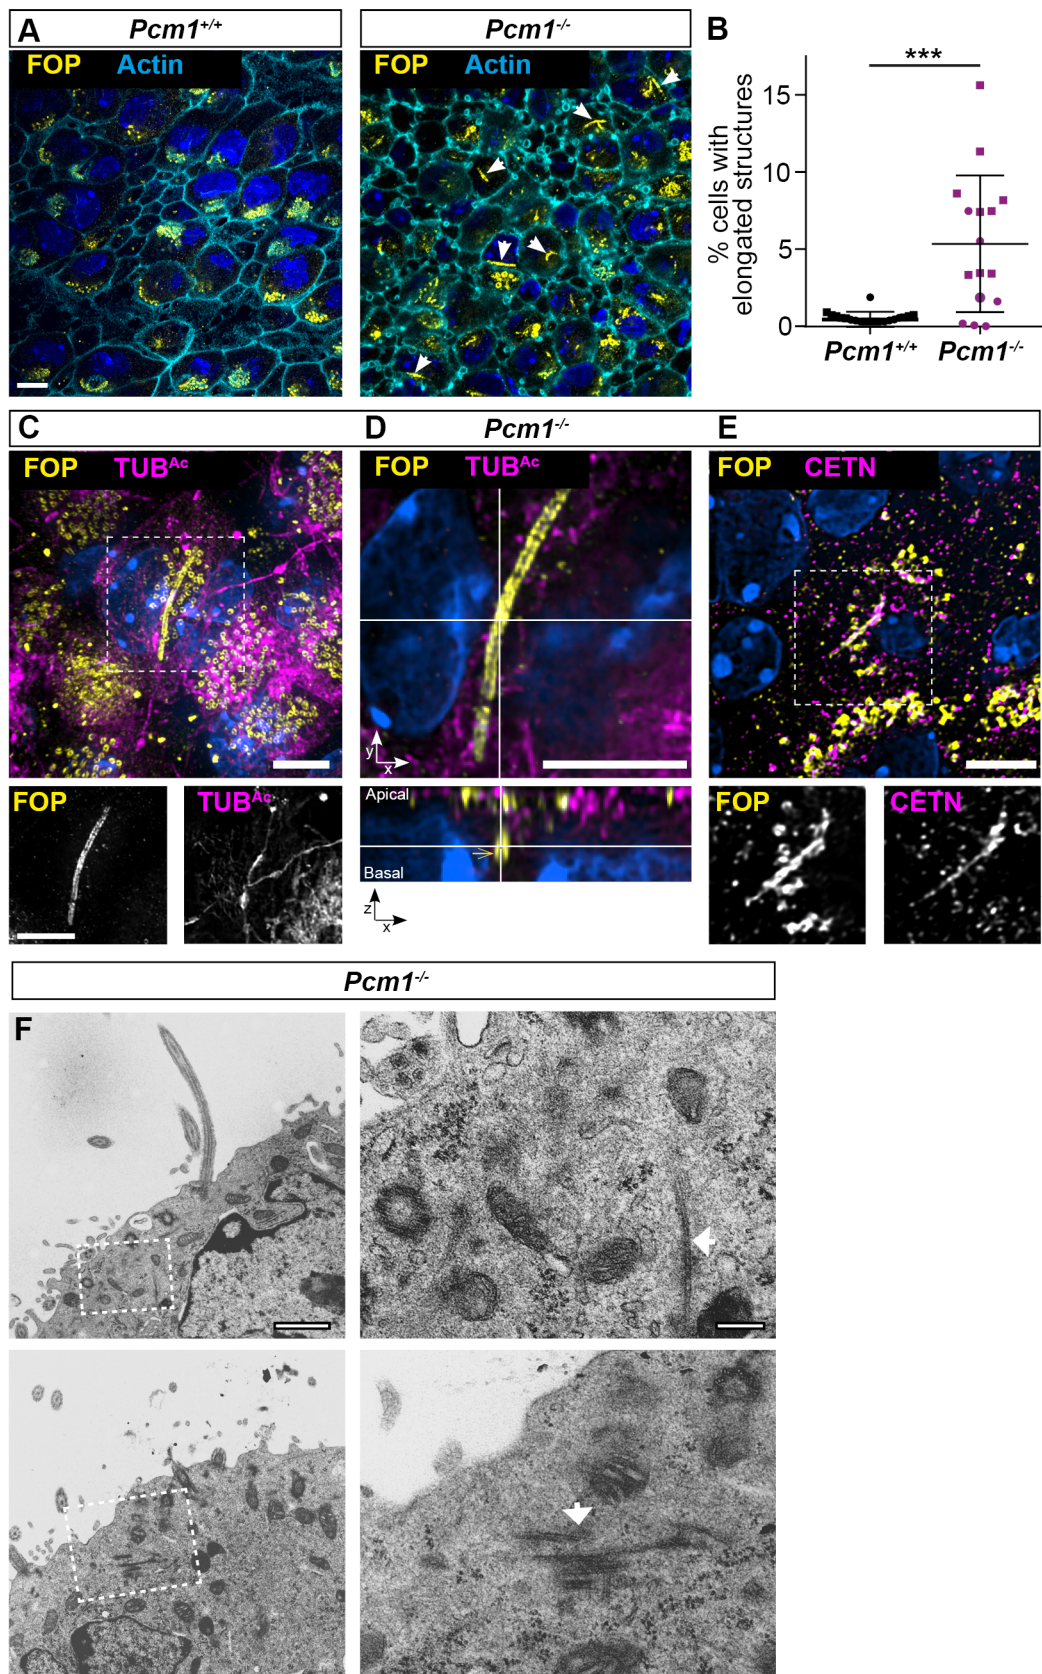 A
Pcm1+/+
Pcm1-/-
B
FOP Actin
FOP Actin
% cells with
elongated structures
***
15
10
5
0
Pcm1+/+ Pcm1-/-
C D Pcm1-/- E
FOP TUBAc
FOP TUBAc
FOP CETN
y
x
Apical
Basal
z
x
FOP
TUBAc
FOP
CETN
Pcm1-/-
F